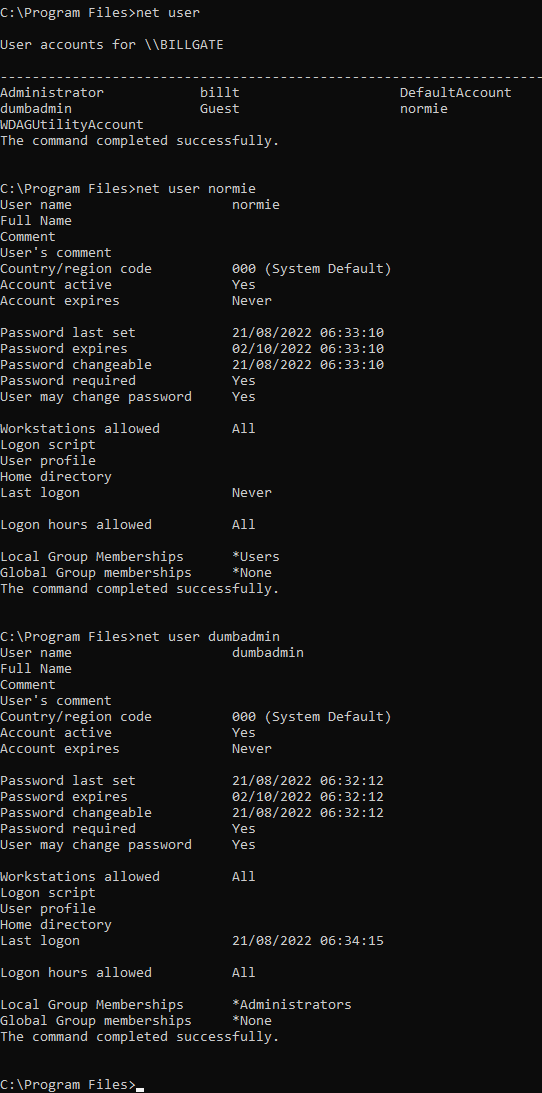 C:\Program Files>net user
User accounts for \\BILLGATE
-------------------------------------------------------------------------------
Administrator            billt                    DefaultAccount
dumbadmin                Guest                    normie
WDAGUtilityAccount
The command completed successfully.
C:\Program Files>net user normie
User name                    normie
Full Name
Comment
User's comment
Country/region code          000 (System Default)
Account active               Yes
Account expires              Never
Password last set            21/08/2022 06:33:10
Password expires             02/10/2022 06:33:10
Password changeable          21/08/2022 06:33:10
Password required            Yes
User may change password     Yes
Workstations allowed         All
Logon script
User profile
Home directory
Last logon                   Never
Logon hours allowed          All
Local Group Memberships      *Users
Global Group memberships     *None
The command completed successfully.
C:\Program Files>net user dumbadmin
User name                    dumbadmin
Full Name
Comment
User's comment
Country/region code          000 (System Default)
Account active               Yes
Account expires              Never
Password last set            21/08/2022 06:32:12
Password expires             02/10/2022 06:32:12
Password changeable          21/08/2022 06:32:12
Password required            Yes
User may change password     Yes
Workstations allowed         All
Logon script
User profile
Home directory
Last logon                   21/08/2022 06:34:15
Logon hours allowed          All
Local Group Memberships      *Administrators
Global Group memberships     *None
The command completed successfully.
C:\Program Files>